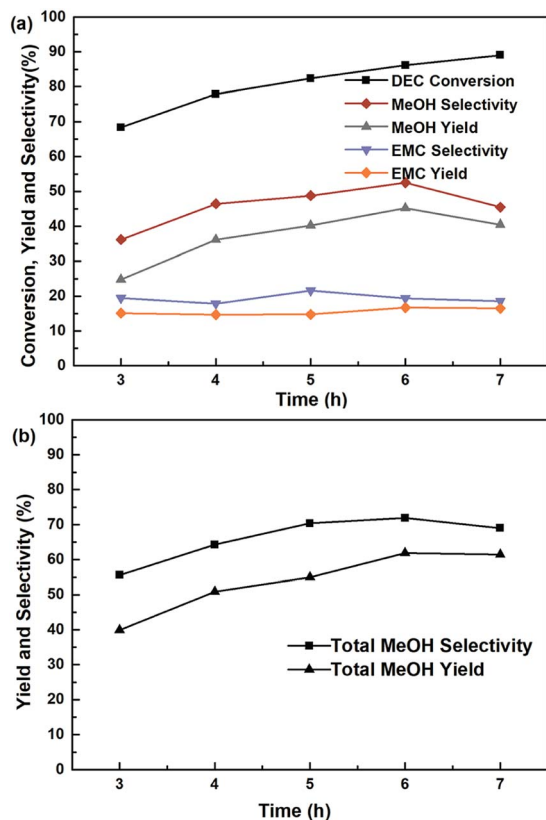 (a)
Conversion, Yield and Selectivity(%)
100
90
80
70
60
50
40
30
20
10
0
DEC Conversion
MeOH Selectivity
MeOH Yield
EMC Selectivity
EMC Yield
3 4 5 6 7
Time (h)
(b)
Yield and Selectivity (%)
100
90
80
70
60
50
40
30
20
10
0
Total MeOH Selectivity
Total MeOH Yield
3 4 5 6 7
Time (h)